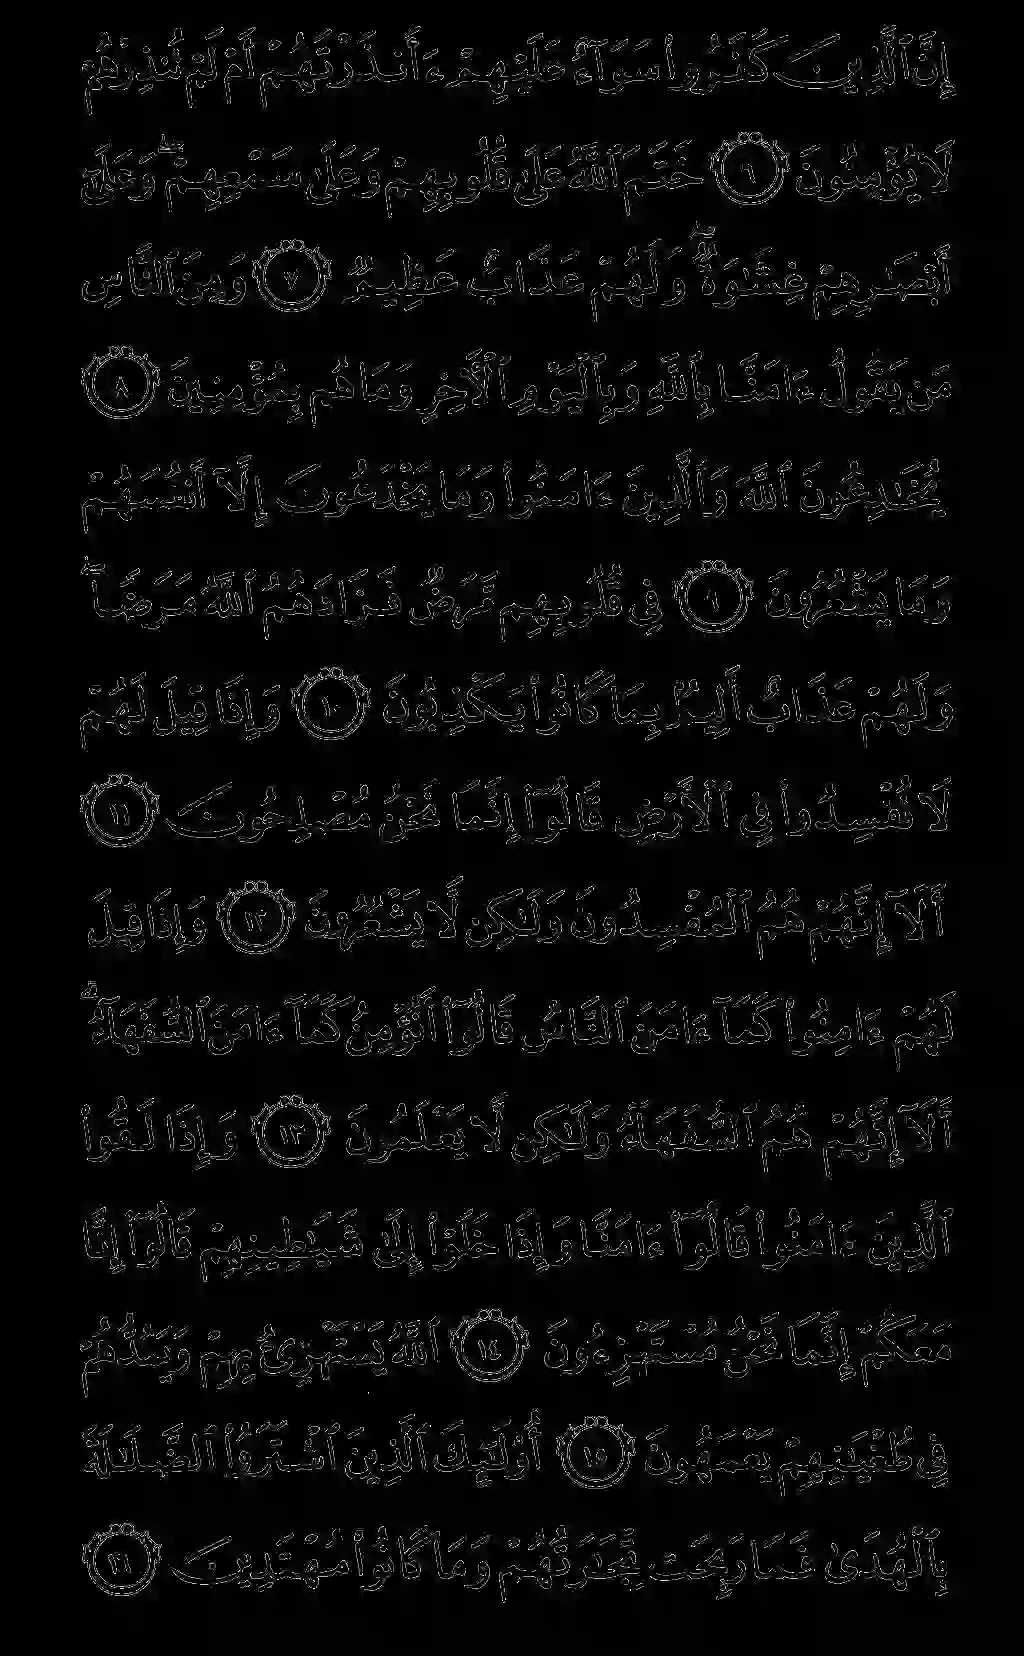 إِنَّ ٱلَّذِينَ كَفَرُوا۟ سَوَآءٌ عَلَيْهِمْ ءَأَنذَرْتَهُمْ أَمْ لَمْ تُنذِرْهُمْ
لَا يُؤْمِنُونَ ٦ خَتَمَ ٱللَّهُ عَلَىٰ قُلُوبِهِمْ وَعَلَىٰ سَمْعِهِمْ ۖ وَعَلَىٰٓ
أَبْصَـٰرِهِمْ غِشَـٰوَةٌ ۖ وَلَهُمْ عَذَابٌ عَظِيمٌ ٧ وَمِنَ ٱلنَّاسِ
مَن يَقُولُ ءَامَنَّا بِٱللَّهِ وَبِٱلْيَوْمِ ٱلْـَٔاخِرِ وَمَا هُم بِمُؤْمِنِينَ ٨
يُخَـٰدِعُونَ ٱللَّهَ وَٱلَّذِينَ ءَامَنُوا۟ وَمَا يَخْدَعُونَ إِلَّآ أَنفُسَهُمْ
وَمَا يَشْعُرُونَ ٩ فِى قُلُوبِهِم مَّرَضٌ فَزَادَهُمُ ٱللَّهُ مَرَضًا ۖ
وَلَهُمْ عَذَابٌ أَلِيمٌۢ بِمَا كَانُوا۟ يَكْذِبُونَ ١٠ وَإِذَا قِيلَ لَهُمْ
لَا تُفْسِدُوا۟ فِى ٱلْأَرْضِ قَالُوٓا۟ إِنَّمَا نَحْنُ مُصْلِحُونَ ١١
أَلَآ إِنَّهُمْ هُمُ ٱلْمُفْسِدُونَ وَلَـٰكِن لَّا يَشْعُرُونَ ١٢ وَإِذَا قِيلَ
لَهُمْ ءَامِنُوا۟ كَمَآ ءَامَنَ ٱلنَّاسُ قَالُوٓا۟ أَنُؤْمِنُ كَمَآ ءَامَنَ ٱلسُّفَهَآءُ ۗ
أَلَآ إِنَّهُمْ هُمُ ٱلسُّفَهَآءُ وَلَـٰكِن لَّا يَعْلَمُونَ ١٣ وَإِذَا لَقُوا۟
ٱلَّذِينَ ءَامَنُوا۟ قَالُوٓا۟ ءَامَنَّا وَإِذَا خَلَوْا۟ إِلَىٰ شَيَـٰطِينِهِمْ قَالُوٓا۟ إِنَّا
مَعَكُمْ إِنَّمَا نَحْنُ مُسْتَهْزِءُونَ ١٤ ٱللَّهُ يَسْتَهْزِئُ بِهِمْ وَيَمُدُّهُمْ
فِى طُغْيَـٰنِهِمْ يَعْمَهُونَ ١٥ أُو۟لَـٰٓئِكَ ٱلَّذِينَ ٱشْتَرَوُا۟ ٱلضَّلَـٰلَةَ
بِٱلْهُدَىٰ فَمَا رَبِحَت تِّجَـٰرَتُهُمْ وَمَا كَانُوا۟ مُهْتَدِينَ ١٦